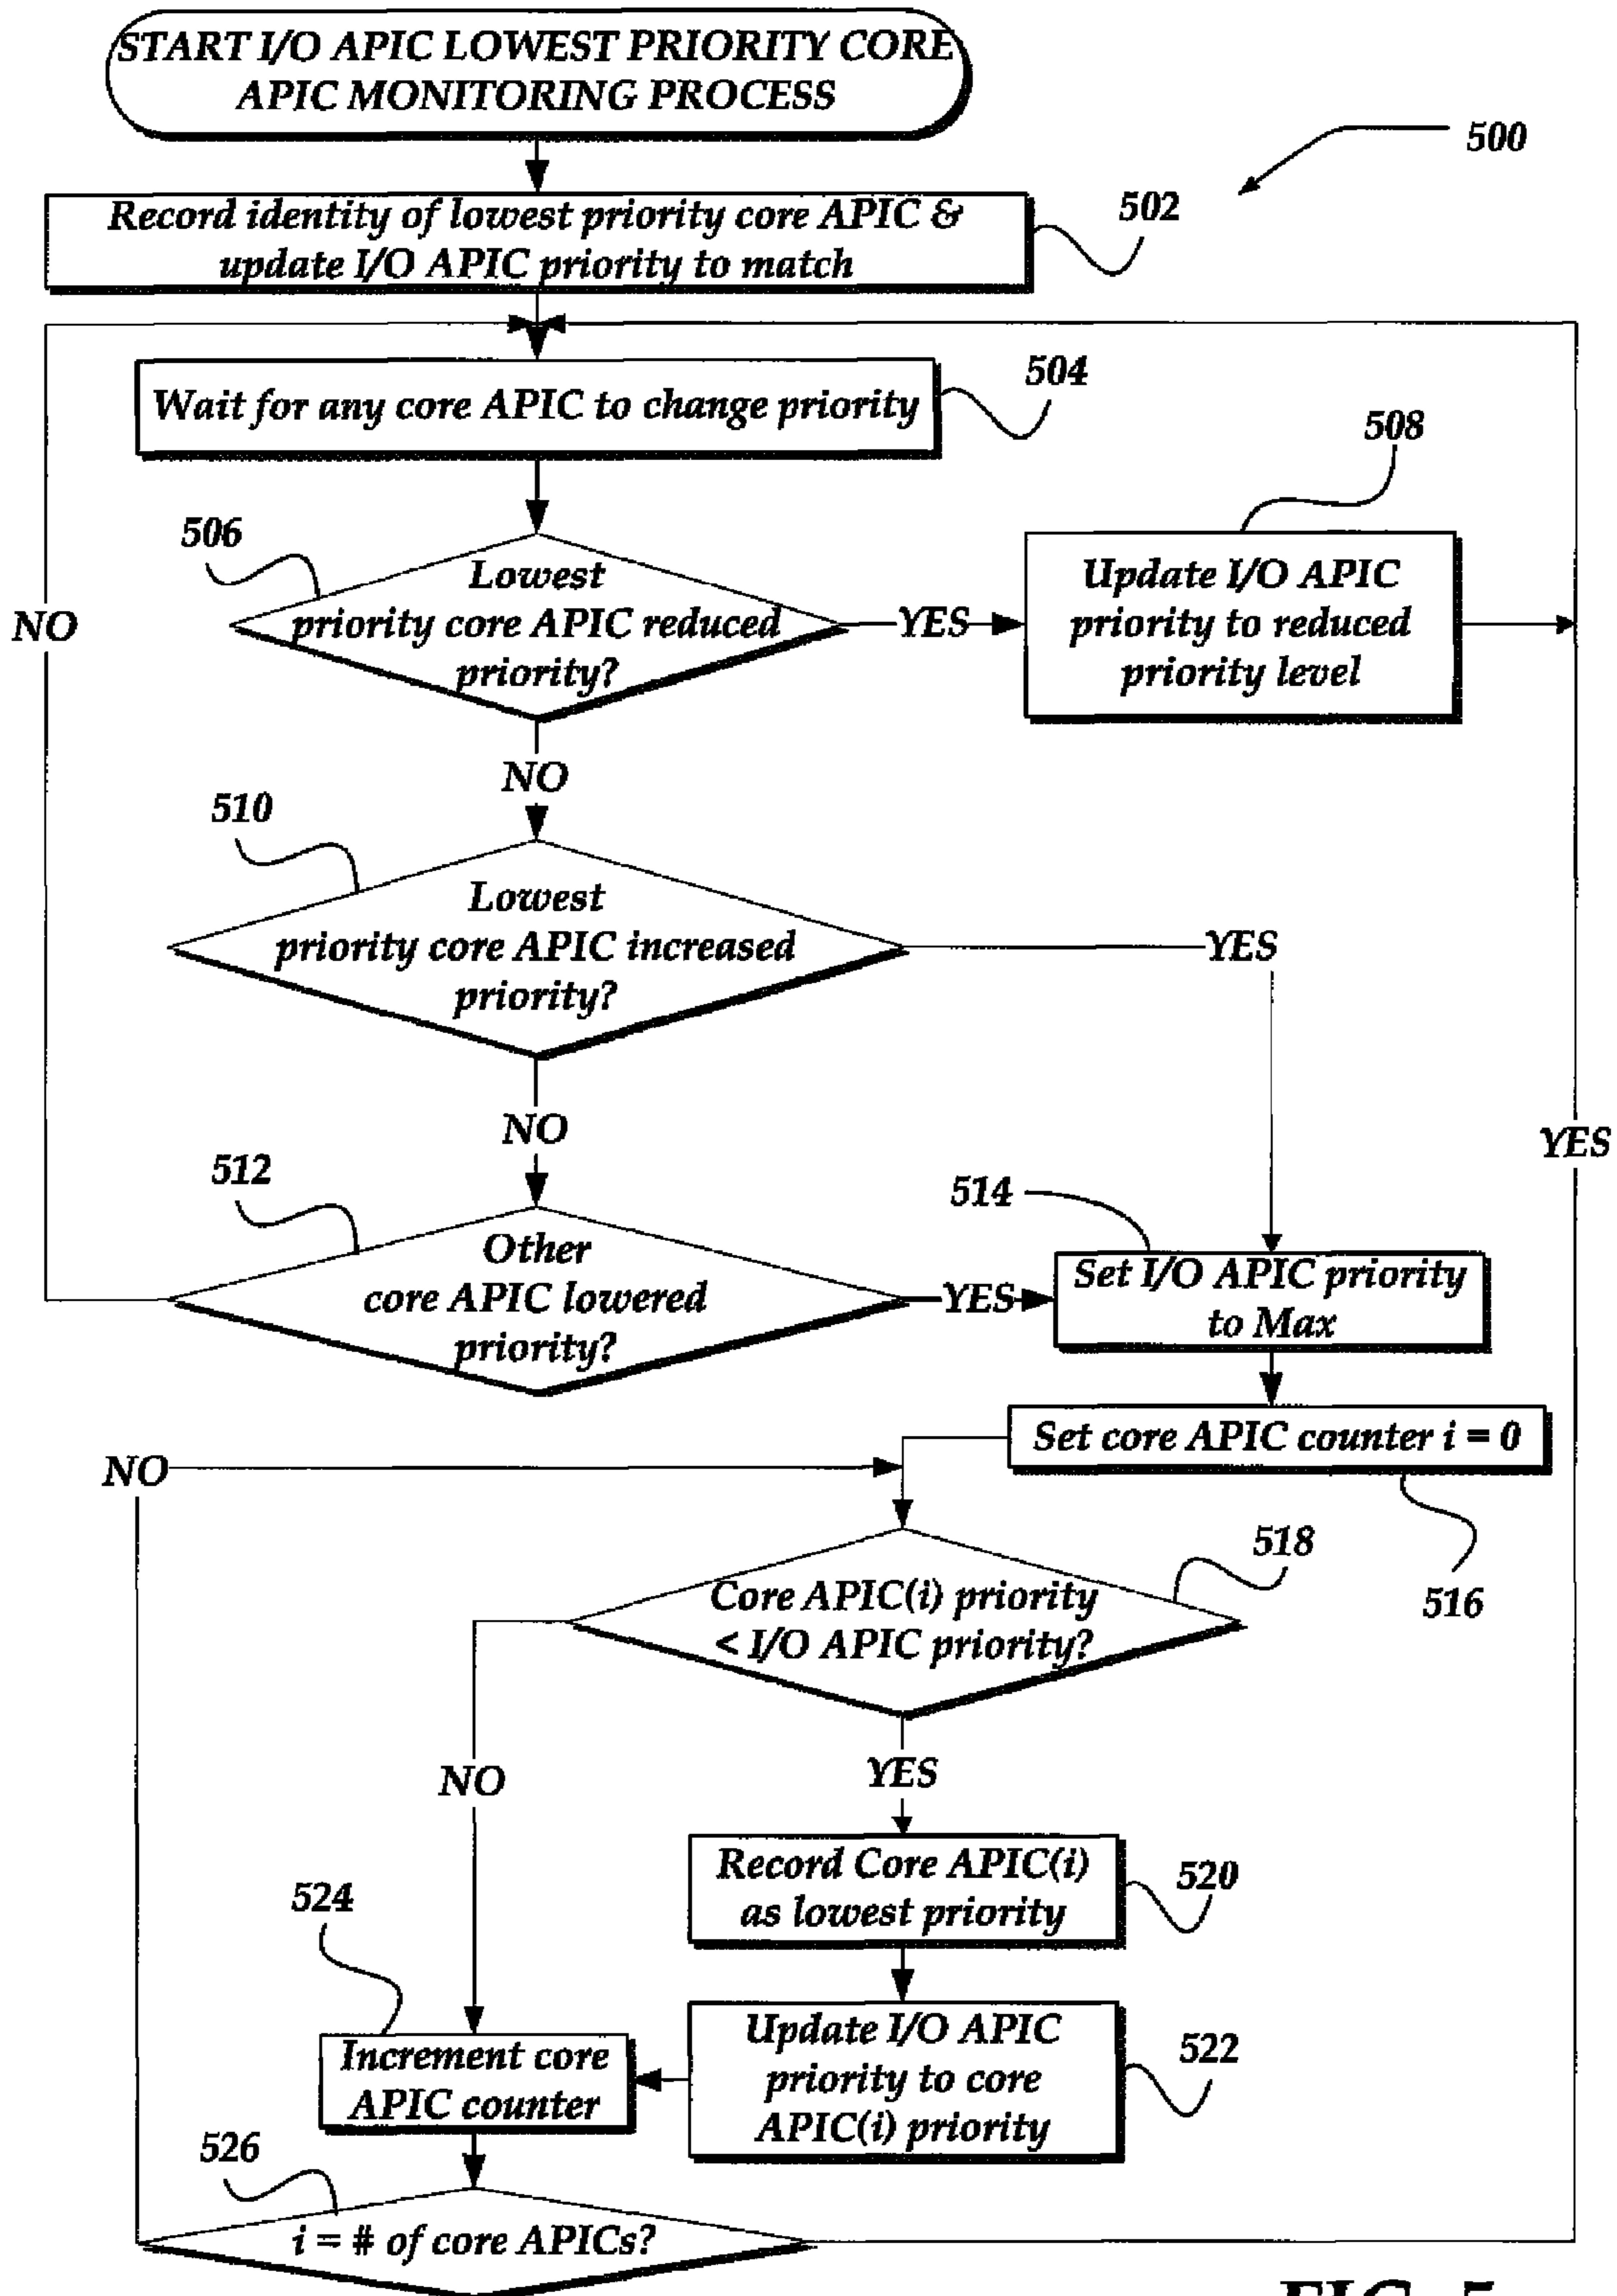 START I/O APIC LOWEST PRIORITY CORE
APIC MONITORING PROCESS
500
Record identity of lowest priority core APIC &
update I/O APIC priority to match
502
Wait for any core APIC to change priority
504
508
506
Lowest
priority core APIC reduced
priority?
YES
Update I/O APIC
priority to reduced
priority level
NO
NO
510
Lowest
priority core APIC increased
priority?
YES
NO
YES
512
Other
core APIC lowered
priority?
YES
514
Set I/O APIC priority
to Max
Set core APIC counter i = 0
516
NO
518
Core APIC(i) priority
< I/O APIC priority?
NO
YES
Record Core APIC(i)
as lowest priority
520
524
Update I/O APIC
priority to core
APIC(i) priority
522
Increment core
APIC counter
526
i = # of core APICs?
FIG. 5